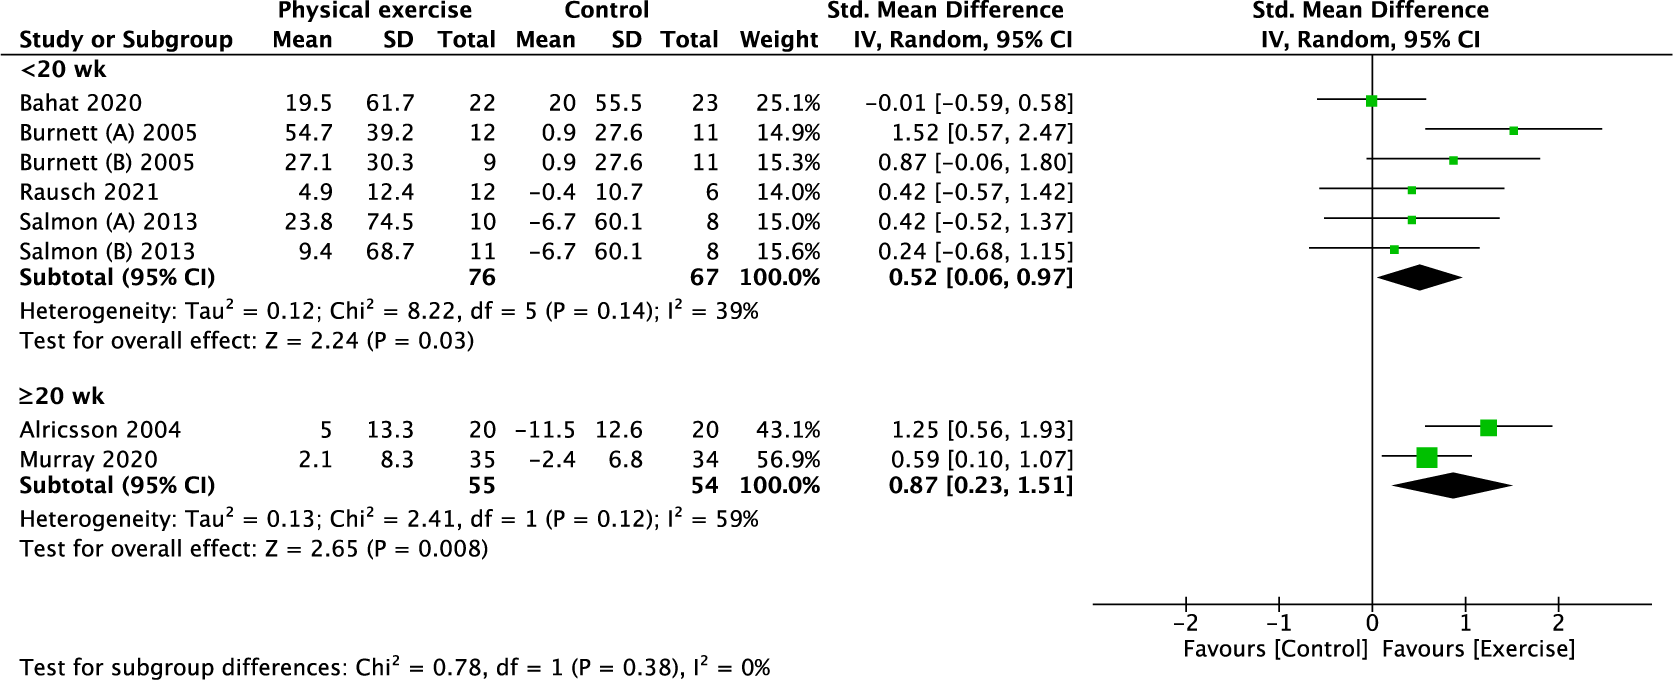 Physical exercise Control Std. Mean Difference Std. Mean Difference
Study or Subgroup Mean SD Total Mean SD Total Weight IV, Random, 95% CI IV, Random, 95% CI
<20 wk
Bahat 2020 19.5 61.7 22 20 55.5 23 25.1% −0.01 [−0.59, 0.58]
Burnett (A) 2005 54.7 39.2 12 0.9 27.6 11 14.9% 1.52 [0.57, 2.47]
Burnett (B) 2005 27.1 30.3 9 0.9 27.6 11 15.3% 0.87 [−0.06, 1.80]
Rausch 2021 4.9 12.4 12 −0.4 10.7 6 14.0% 0.42 [−0.57, 1.42]
Salmon (A) 2013 23.8 74.5 10 −6.7 60.1 8 15.0% 0.42 [−0.52, 1.37]
Salmon (B) 2013 9.4 68.7 11 −6.7 60.1 8 15.6% 0.24 [−0.68, 1.15]
Subtotal (95% CI) 76 67 100.0% 0.52 [0.06, 0.97]
Heterogeneity: Tau² = 0.12; Chi² = 8.22, df = 5 (P = 0.14); I² = 39%
Test for overall effect: Z = 2.24 (P = 0.03)
≥20 wk
Alricsson 2004 5 13.3 20 −11.5 12.6 20 43.1% 1.25 [0.56, 1.93]
Murray 2020 2.1 8.3 35 −2.4 6.8 34 56.9% 0.59 [0.10, 1.07]
Subtotal (95% CI) 55 54 100.0% 0.87 [0.23, 1.51]
Heterogeneity: Tau² = 0.13; Chi² = 2.41, df = 1 (P = 0.12); I² = 59%
Test for overall effect: Z = 2.65 (P = 0.008)
−2 −1 0 1 2
Favours [Control] Favours [Exercise]
Test for subgroup differences: Chi² = 0.78, df = 1 (P = 0.38), I² = 0%